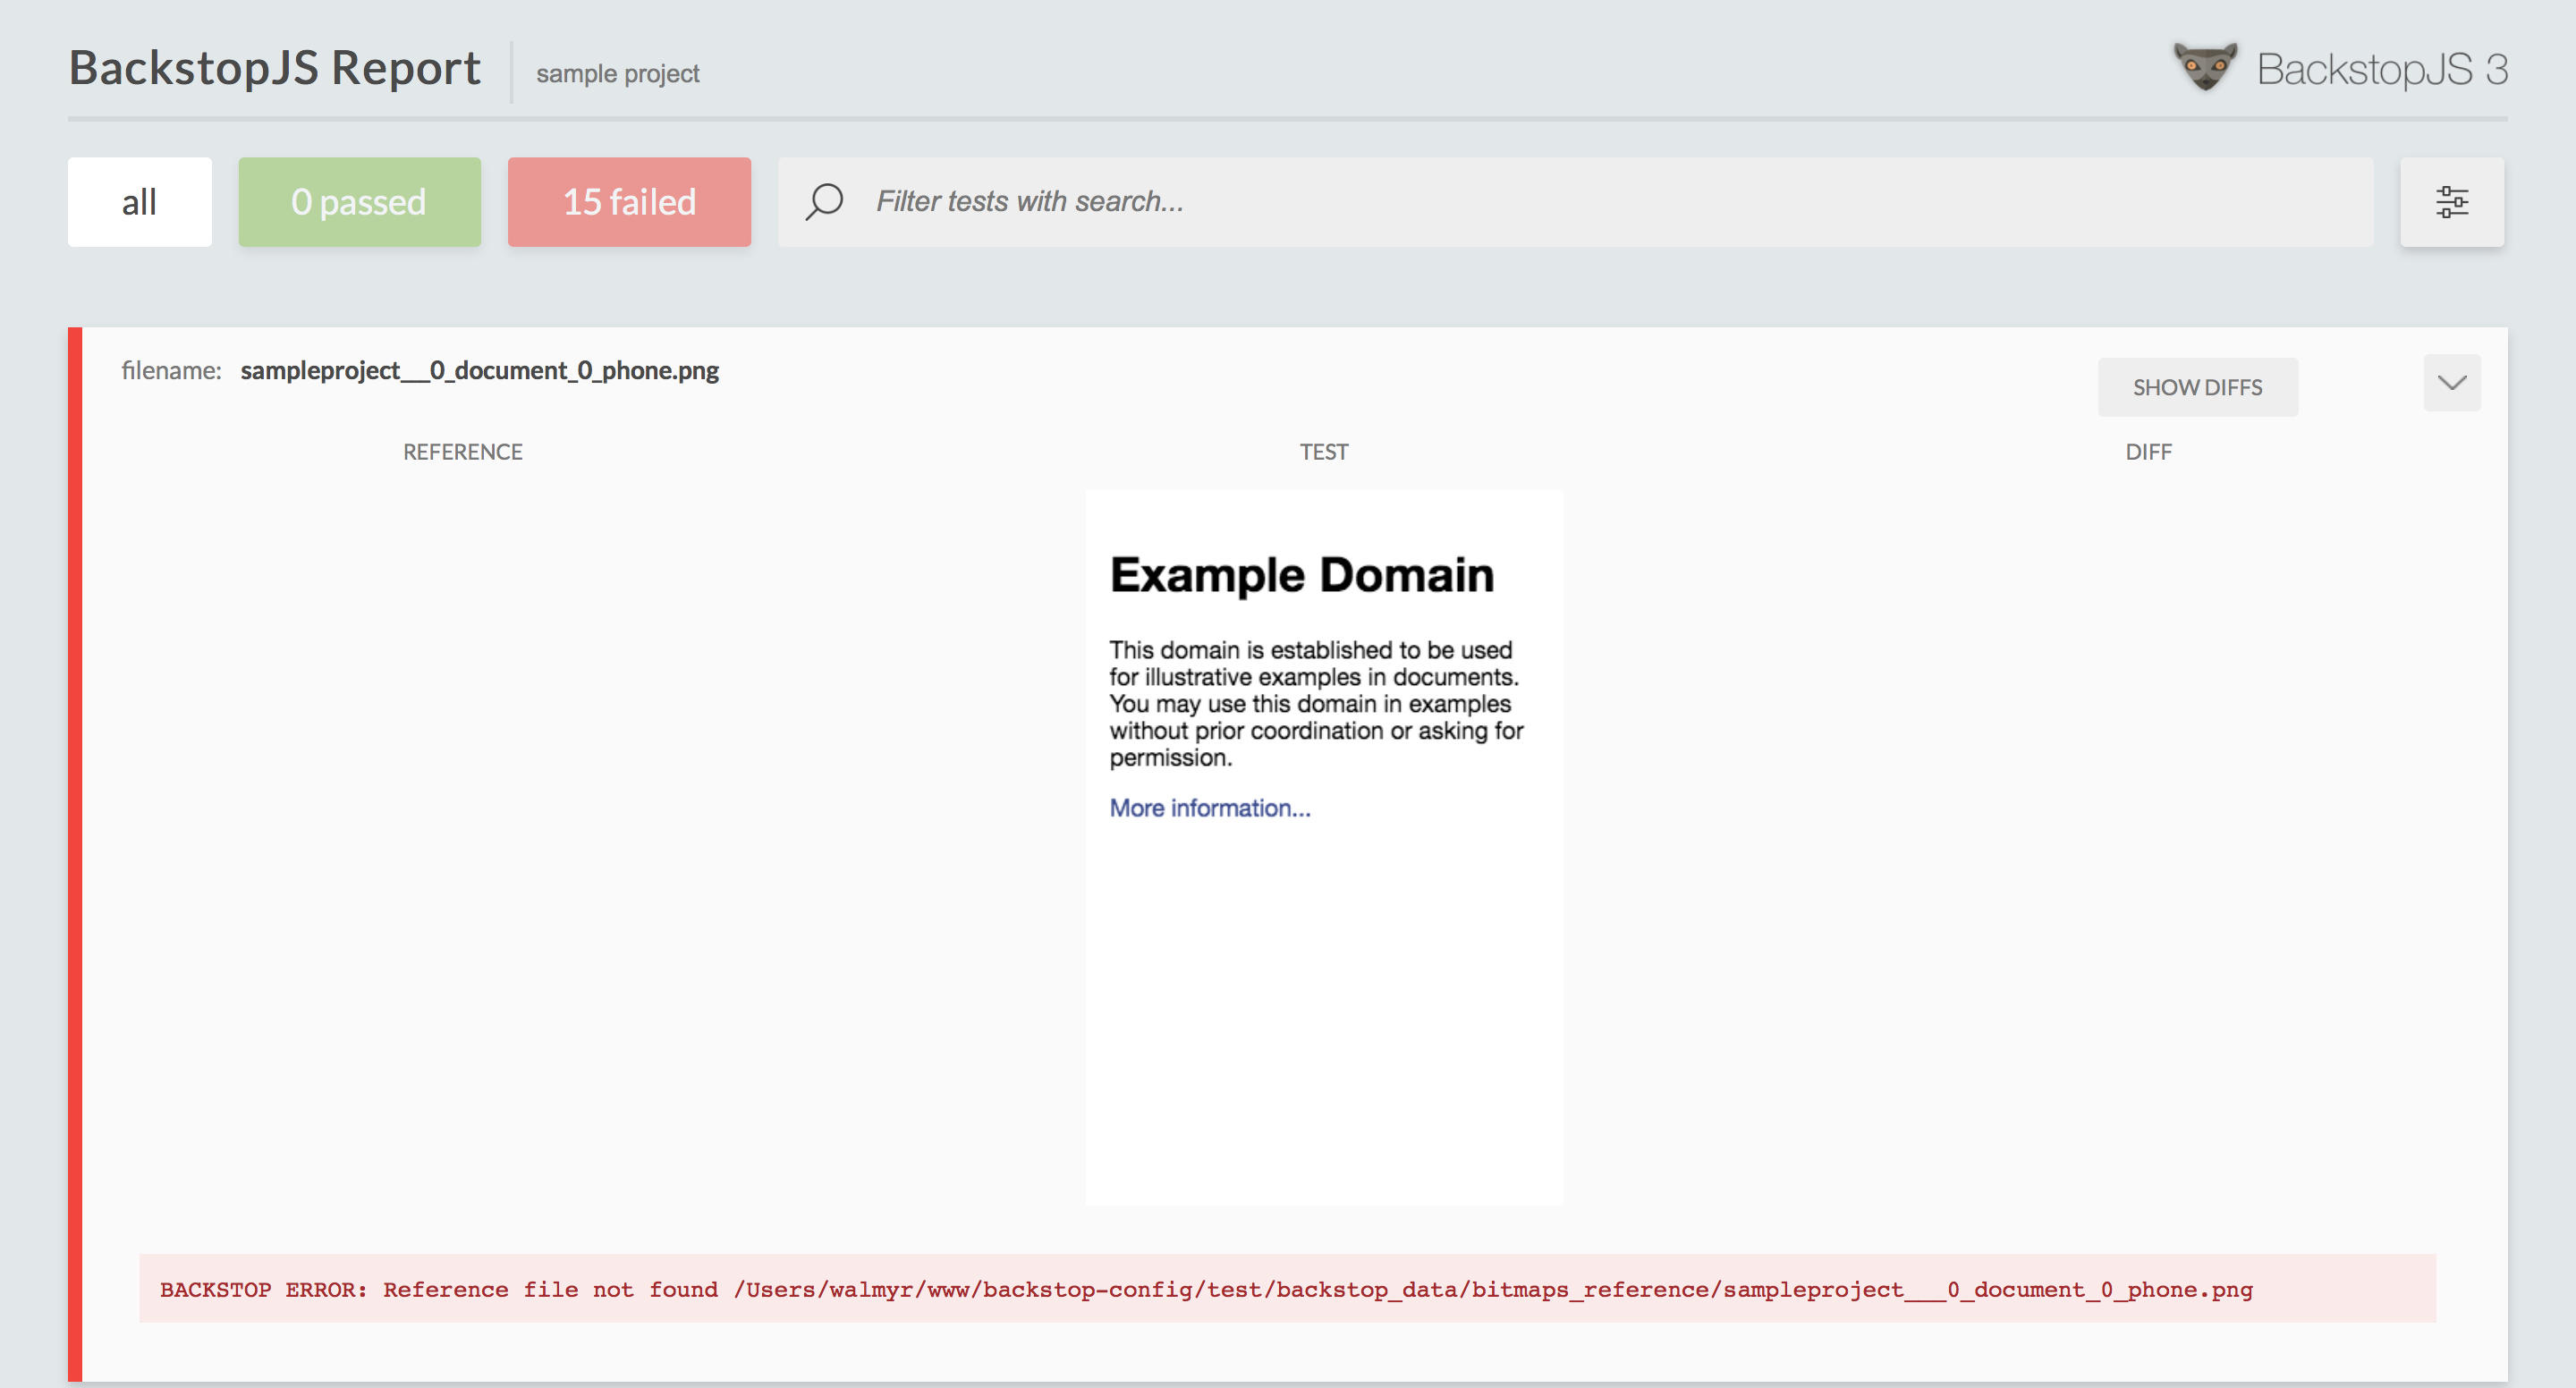 BackstopJS Report
sample project
BackstopJS 3
all
0 passed
15 failed
Filter tests with search...
filename: sampleproject___0_document_0_phone.png
SHOW DIFFS
REFERENCE
TEST
DIFF
Example Domain
This domain is established to be used
for illustrative examples in documents.
You may use this domain in examples
without prior coordination or asking for
permission.
More information...
BACKSTOP ERROR: Reference file not found /Users/walmyr/www/backstop-config/test/backstop_data/bitmaps_reference/sampleproject___0_document_0_phone.png